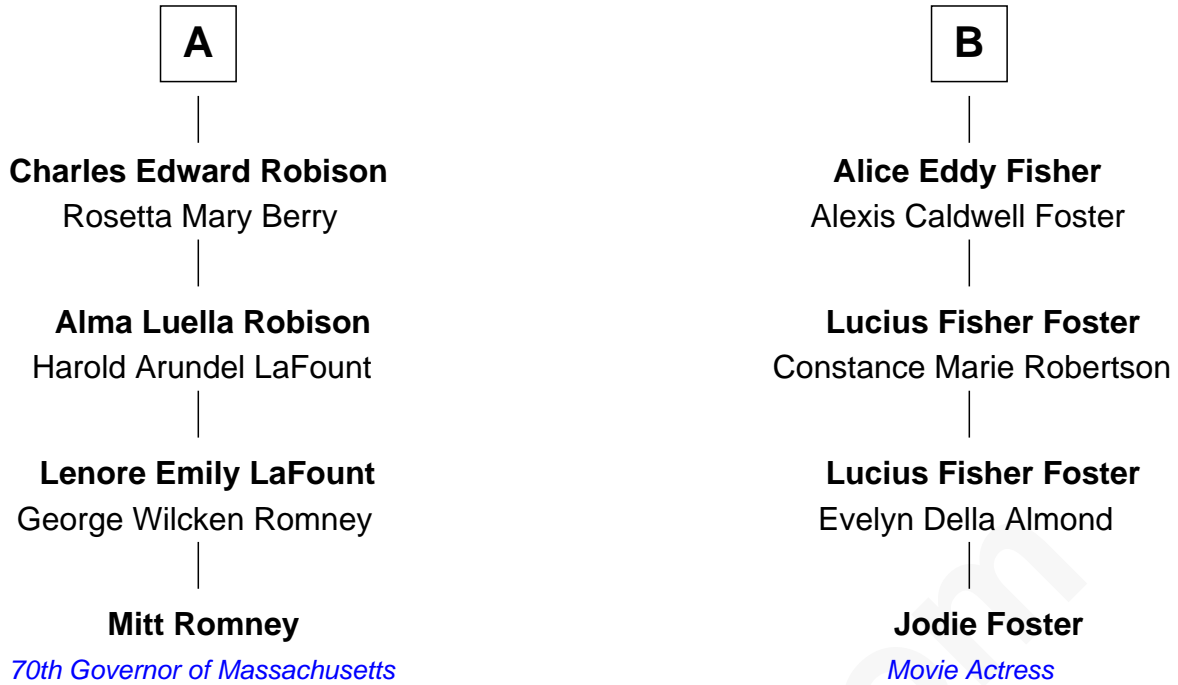 A
Charles Edward Robison
Rosetta Mary Berry
Alma Luella Robison
Harold Arundel LaFount
Lenore Emily LaFount
George Wilcken Romney
Mitt Romney
70th Governor of Massachusetts
B
Alice Eddy Fisher
Alexis Caldwell Foster
Lucius Fisher Foster
Constance Marie Robertson
Lucius Fisher Foster
Evelyn Della Almond
Jodie Foster
Movie Actress